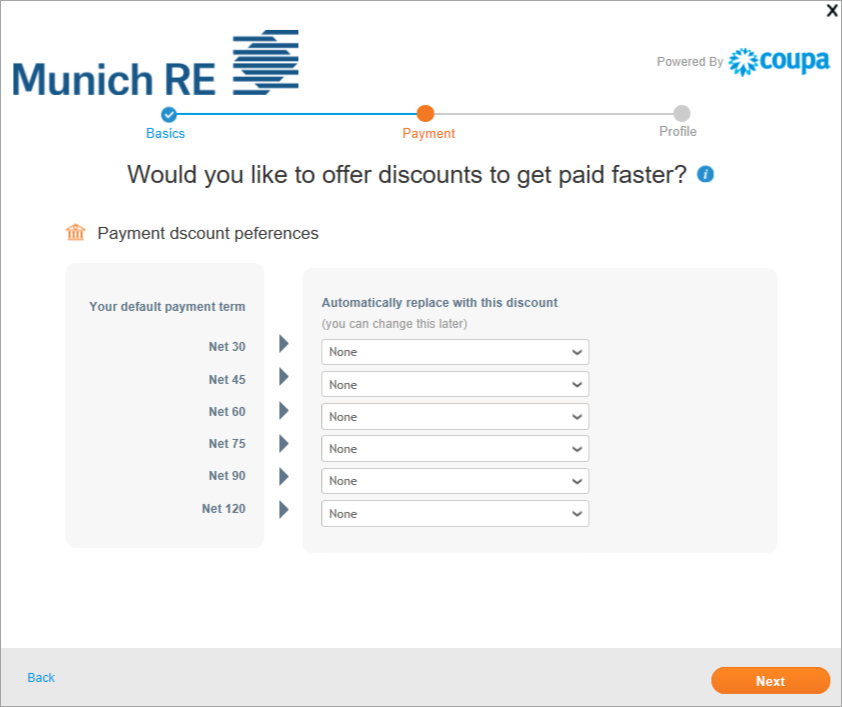 X
Munich RE
Powered By coupa
Basics
Payment
Profile
Would you like to offer discounts to get paid faster? i
Payment dscount peferences
Your default payment term
Automatically replace with this discount
(you can change this later)
Net 30
None
Net 45
None
Net 60
None
Net 75
None
Net 90
None
Net 120
None
Back
Next